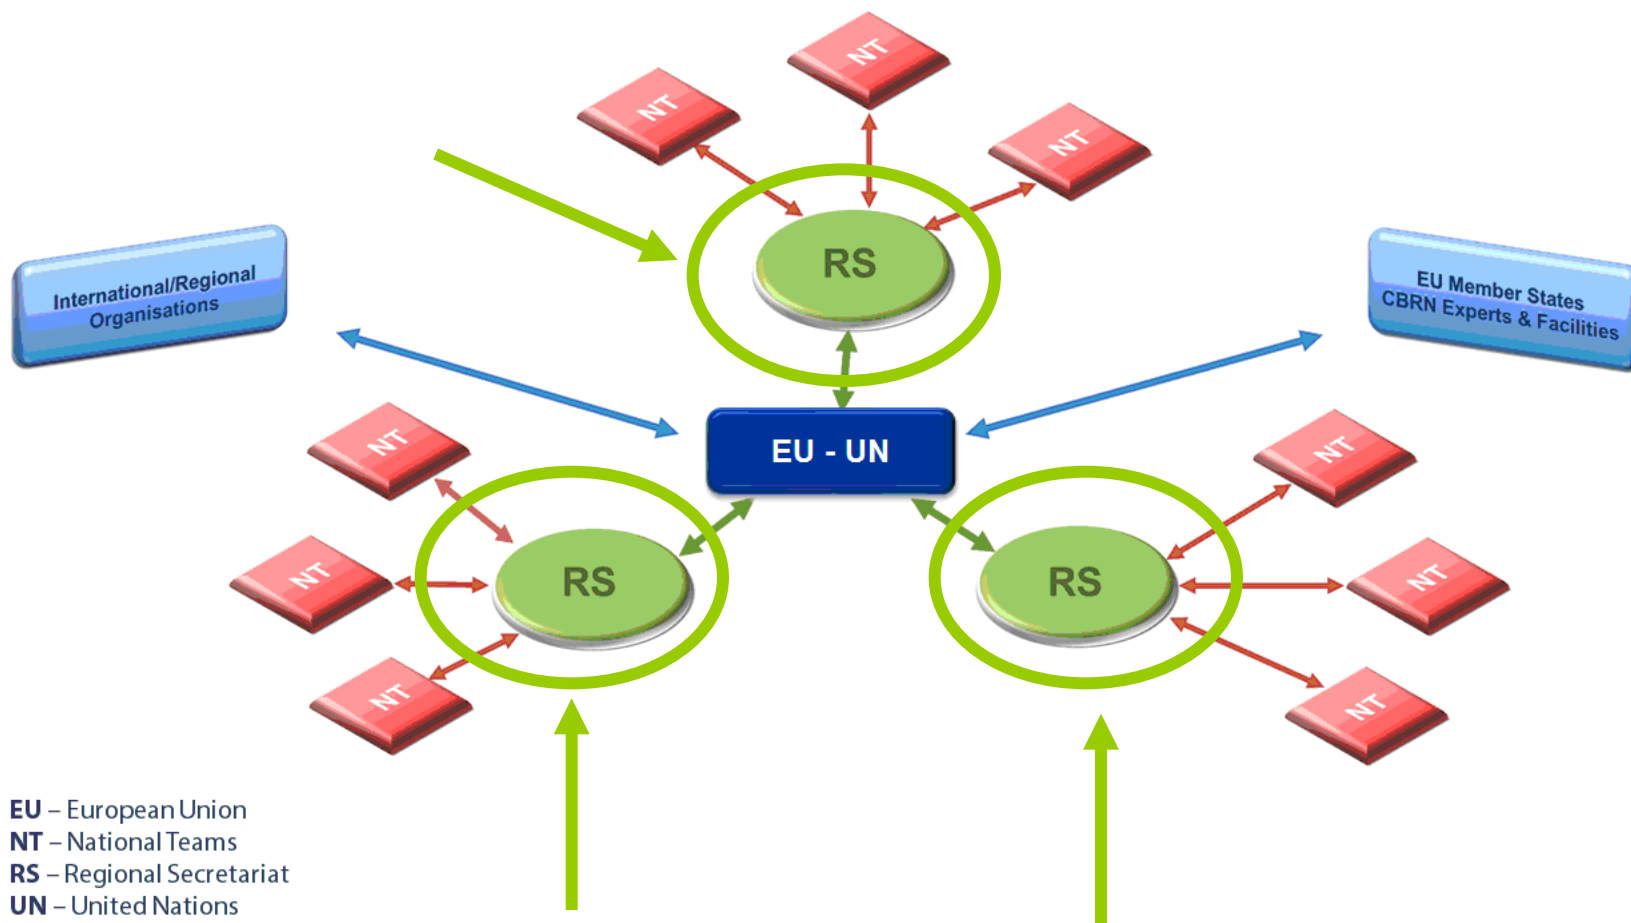 NT
NT
NT
RS
International/Regional
Organisations
EU Member States
CBRN Experts & Facilities
EU - UN
NT
NT
NT
RS
RS
NT
NT
NT
EU – European Union
NT – National Teams
RS – Regional Secretariat
UN – United Nations